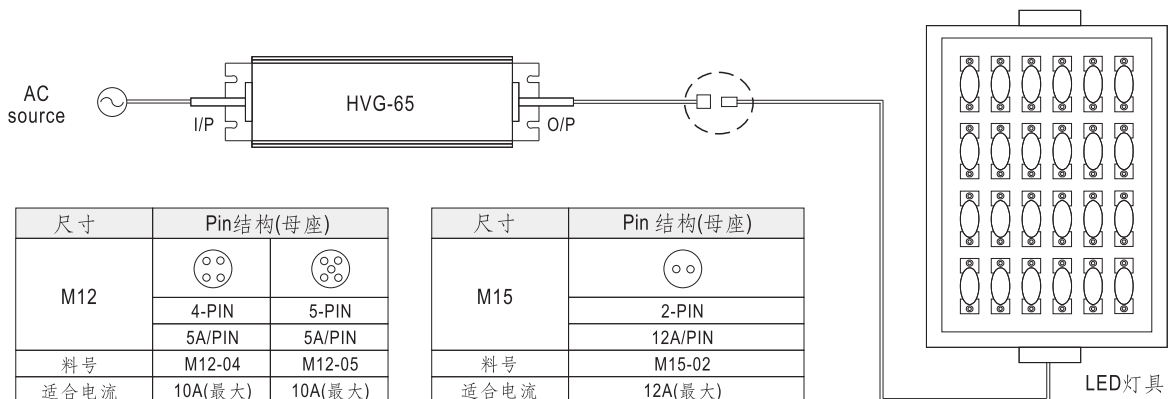 AC
source
I/P
HVG-65
O/P
尺寸 Pin结构(母座)
M12
4-PIN 5-PIN
5A/PIN 5A/PIN
料号 M12-04 M12-05
适合电流 10A(最大) 10A(最大)
尺寸 Pin 结构(母座)
M15
2-PIN
12A/PIN
料号 M15-02
适合电流 12A(最大)
LED灯具